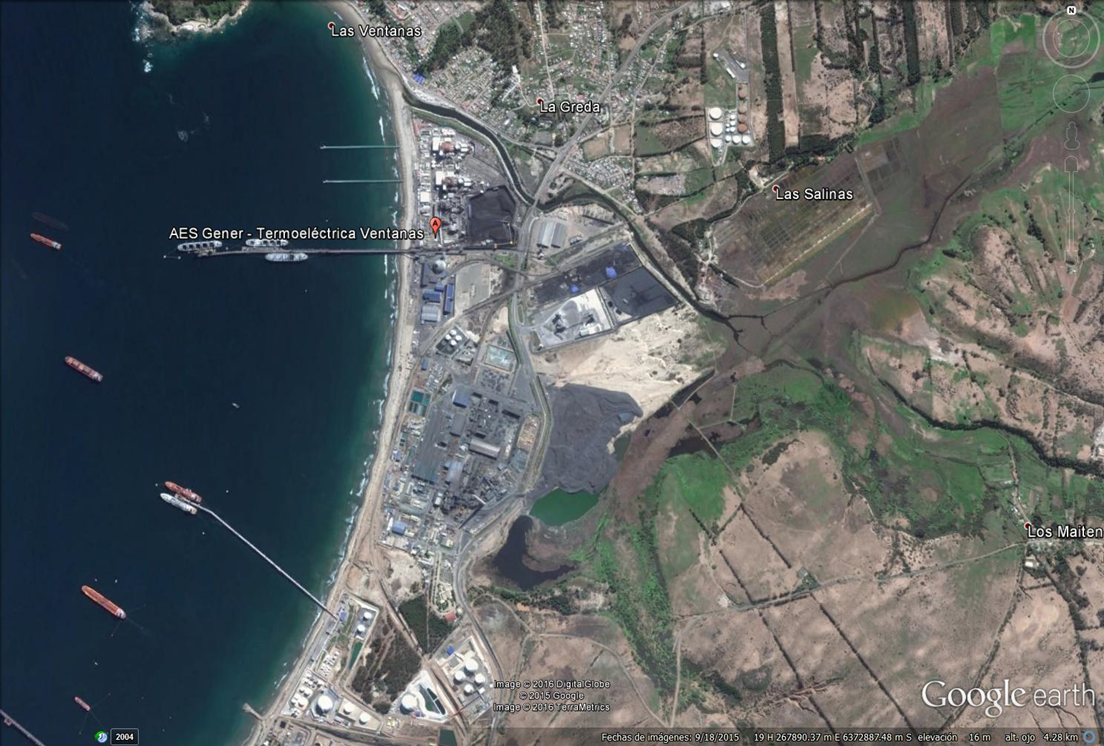 N
Las Ventanas
La Greda
Las Salinas
AES Gener - Termoeléctrica Ventanas
A
Los Maiten
Image © 2016 DigitalGlobe
© 2015 Google
Image © 2016 TerraMetrics
Google earth
2004
Fechas de imágenes: 9/18/2015 19 H 267890.37 m E 6372887.48 m S elevación 16 m alt. ojo 4.28 km